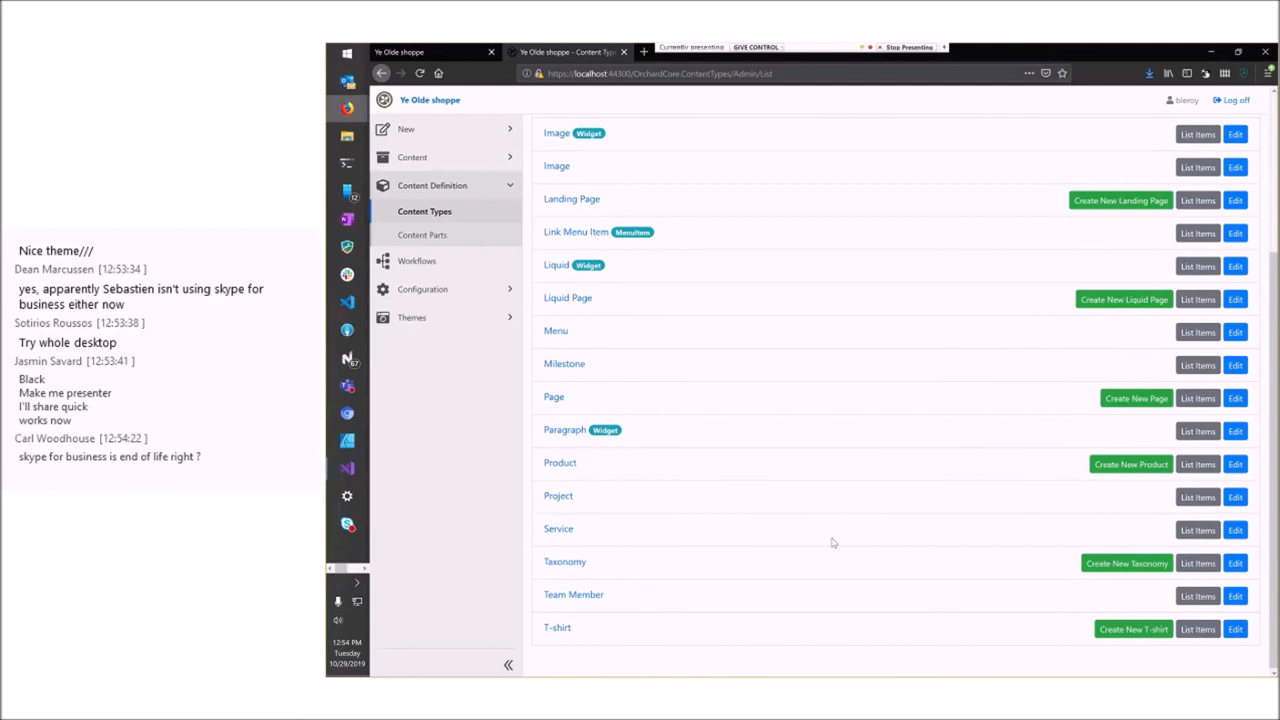 Nice theme///
Dean Marcussen [12:53:34 ]
yes, apparently Sebastien isn't using skype for
business either now
Sotirios Roussos [12:53:38 ]
Try whole desktop
Jasmin Savard [12:53:41 ]
Black
Make me presenter
I'll share quick
works now
Carl Woodhouse [12:54:22 ]
skype for business is end of life right ?
Ye Olde shoppe
Ye Olde shoppe - Content Typ
Currently presenting GIVE CONTROL Stop Presenting
https://localhost:44300/OrchardCore.ContentTypes/Admin/List
Ye Olde shoppe
bleroy
Log off
New
Content
Content Definition
Content Types
Content Parts
Workflows
Configuration
Themes
Image Widget List Items Edit
Image List Items Edit
Landing Page Create New Landing Page List Items Edit
Link Menu Item MenuItem List Items Edit
Liquid Widget List Items Edit
Liquid Page Create New Liquid Page List Items Edit
Menu List Items Edit
Milestone List Items Edit
Page Create New Page List Items Edit
Paragraph Widget List Items Edit
Product Create New Product List Items Edit
Project List Items Edit
Service List Items Edit
Taxonomy Create New Taxonomy List Items Edit
Team Member List Items Edit
T-shirt Create New T-shirt List Items Edit
12
67
12:54 PM
Tuesday
10/29/2019